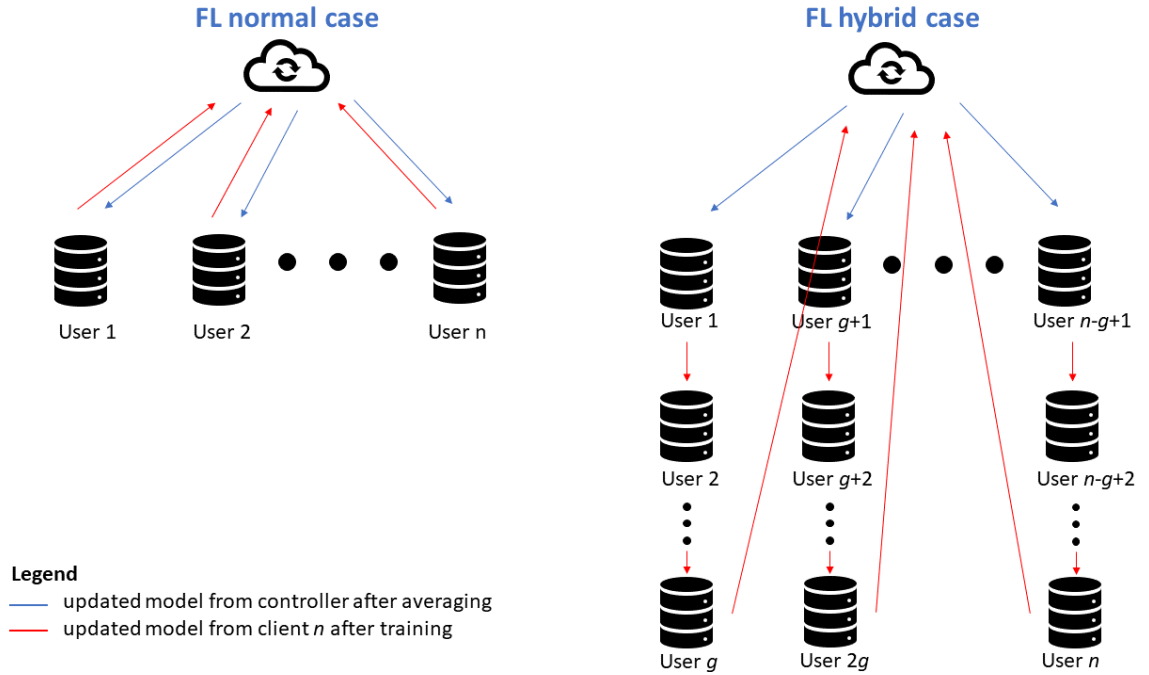 FL normal case
User 1
User 2
User n
FL hybrid case
User 1
User g+1
User n-g+1
User 2
User g+2
User n-g+2
User g
User 2g
User n
Legend
updated model from controller after averaging
updated model from client n after training